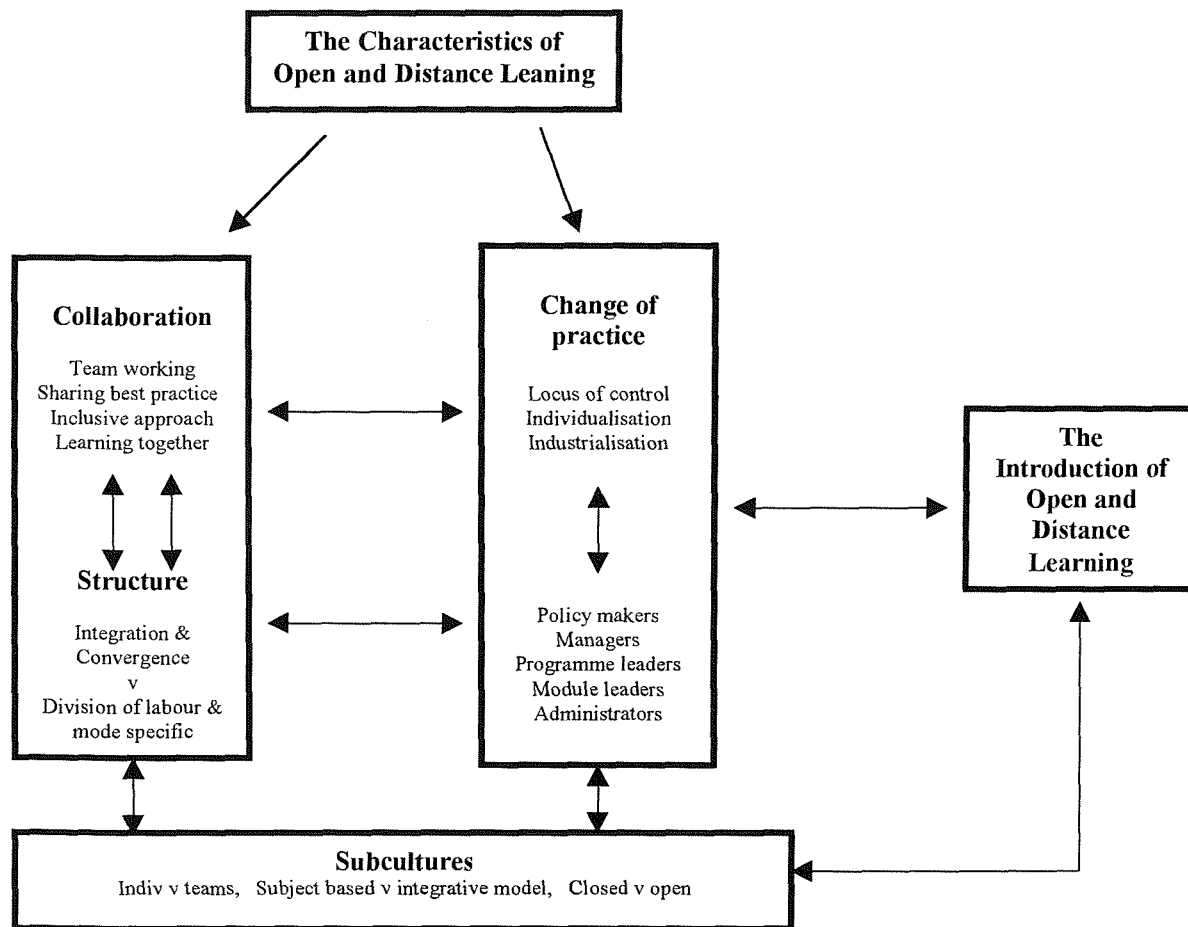 The Characteristics of
Open and Distance Leaning
Collaboration
Team working
Sharing best practice
Inclusive approach
Learning together
Structure
Integration &
Convergence
v
Division of labour &
mode specific
Change of
practice
Locus of control
Individualisation
Industrialisation
Policy makers
Managers
Programme leaders
Module leaders
Administrators
The
Introduction of
Open and
Distance
Learning
Subcultures
Indiv v teams, Subject based v integrative model, Closed v open